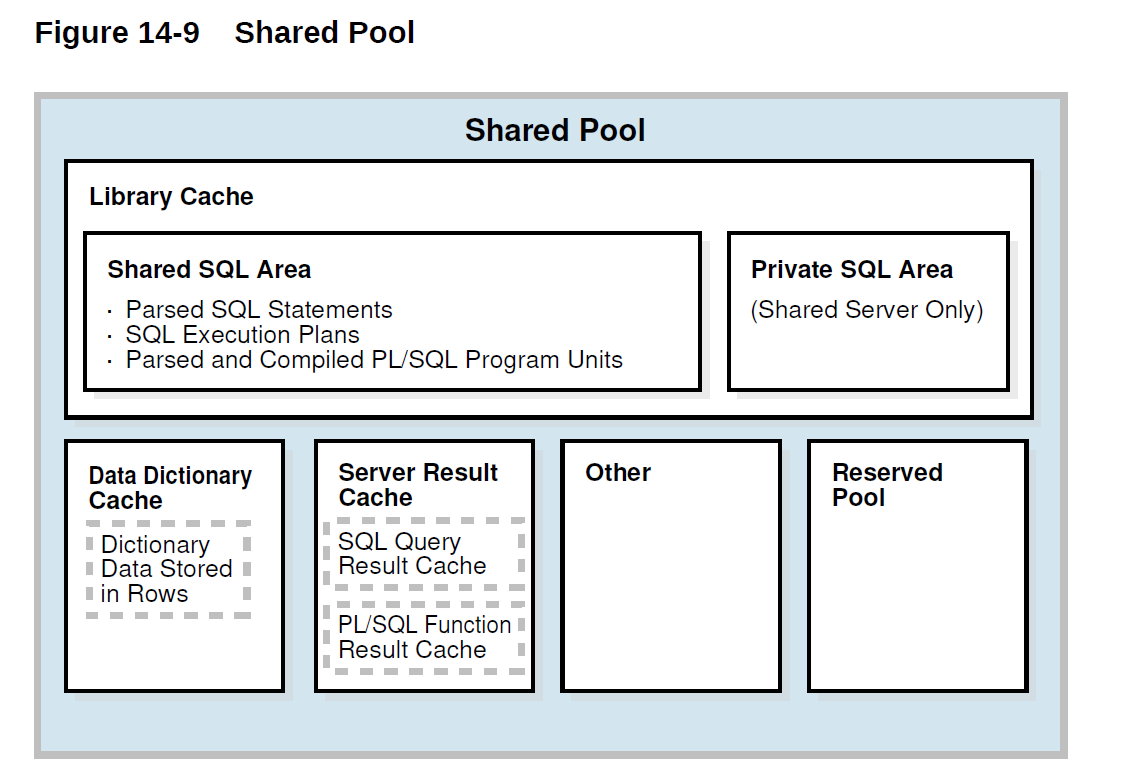 Figure 14-9 Shared Pool
Shared Pool
Library Cache
Shared SQL Area
· Parsed SQL Statements
· SQL Execution Plans
· Parsed and Compiled PL/SQL Program Units
Private SQL Area
(Shared Server Only)
Data Dictionary
Cache
Dictionary
Data Stored
in Rows
Server Result
Cache
SQL Query
Result Cache
PL/SQL Function
Result Cache
Other
Reserved
Pool